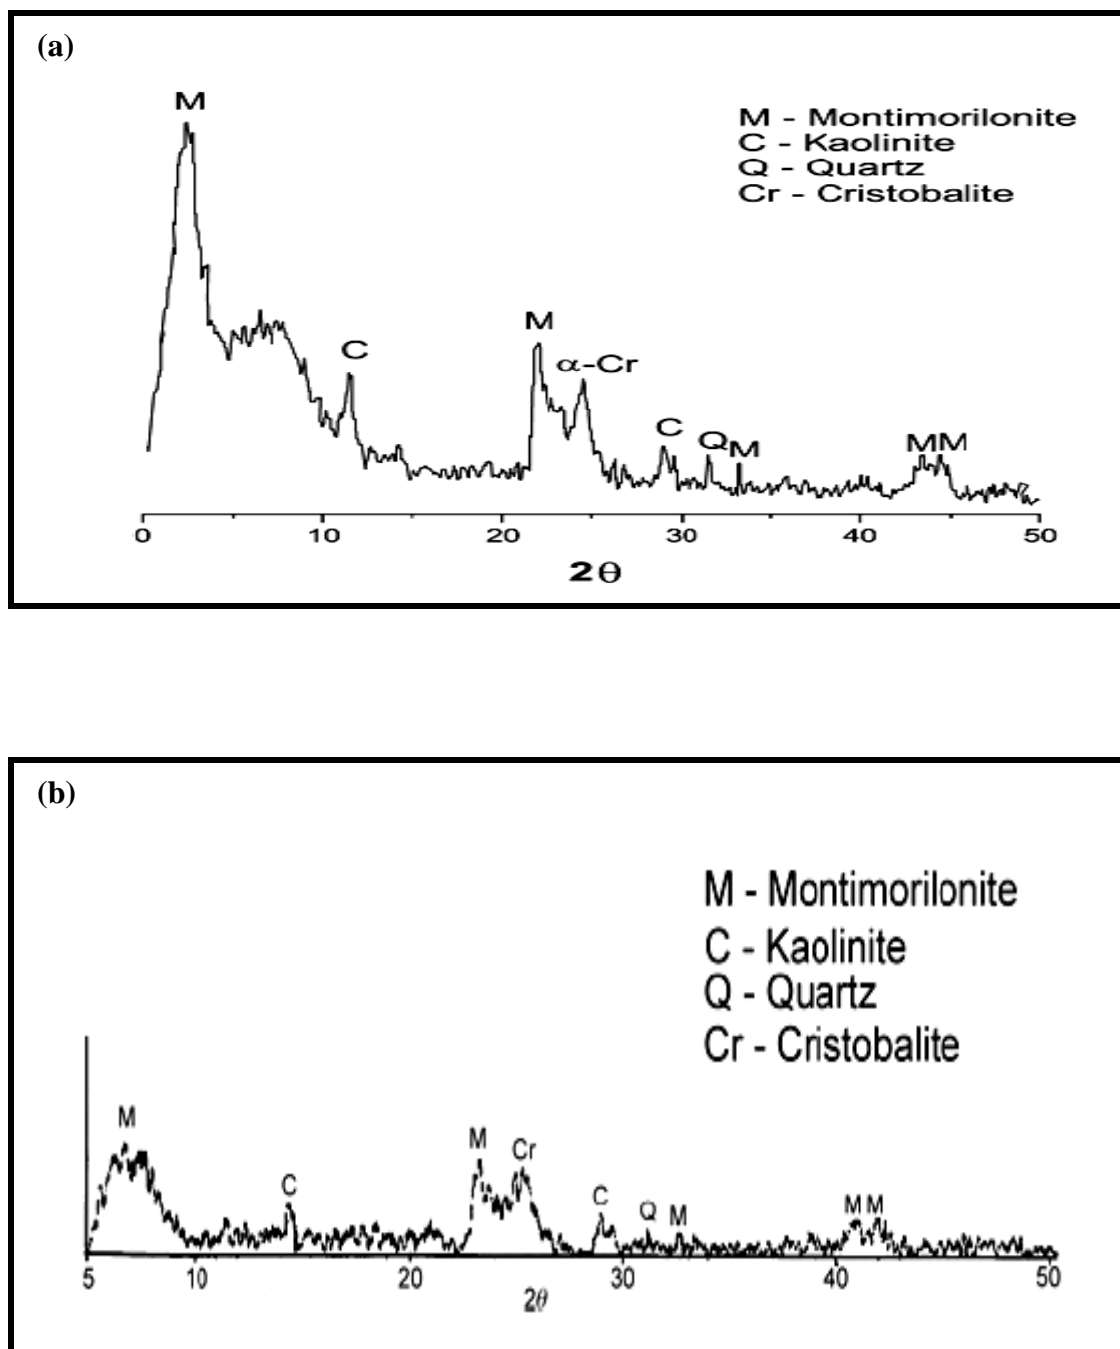 (a)
M
M - Montimorilonite
C - Kaolinite
Q - Quartz
Cr - Cristobalite
M
C
α-Cr
C
Q
M
M M
0 10 20 30 40 50
2θ
(b)
M - Montimorilonite
C - Kaolinite
Q - Quartz
Cr - Cristobalite
M
M
Cr
C
C
Q
M
M M
5 10 20 30 40 50
2θ